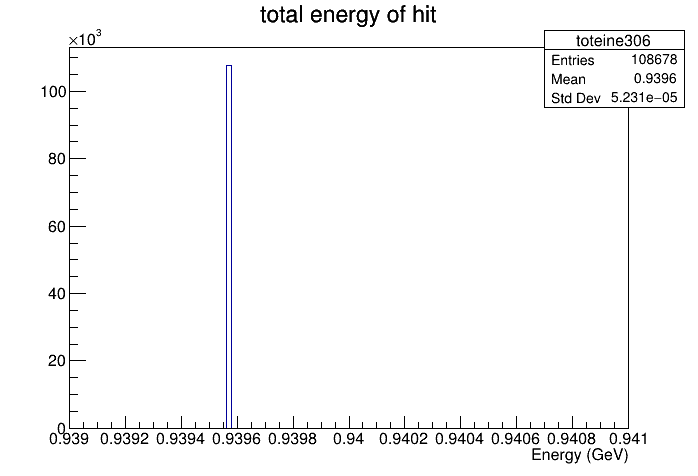 total energy of hit
×10³
toteine306
Entries 108678
Mean 0.9396
Std Dev 5.231e−05
100
80
60
40
20
0
0.939 0.9392 0.9394 0.9396 0.9398 0.94 0.9402 0.9404 0.9406 0.9408 0.941
Energy (GeV)